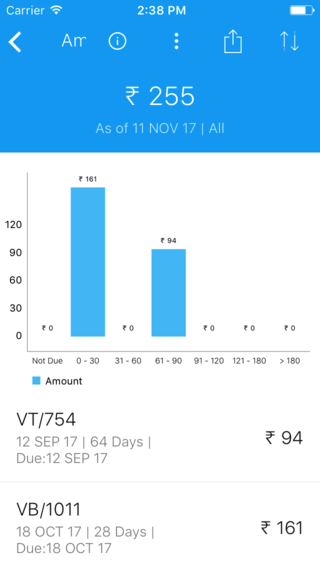 Carrier 2:38 PM
Am
₹ 255
As of 11 NOV 17 | All
₹ 161
120
₹ 94
90
60
30
0
₹ 0 ₹ 0 ₹ 0 ₹ 0 ₹ 0
Not Due 0 - 30 31 - 60 61 - 90 91 - 120 121 - 180 > 180
Amount
VT/754
12 SEP 17 | 64 Days |
Due:12 SEP 17
₹ 94
VB/1011
18 OCT 17 | 28 Days |
Due:18 OCT 17
₹ 161